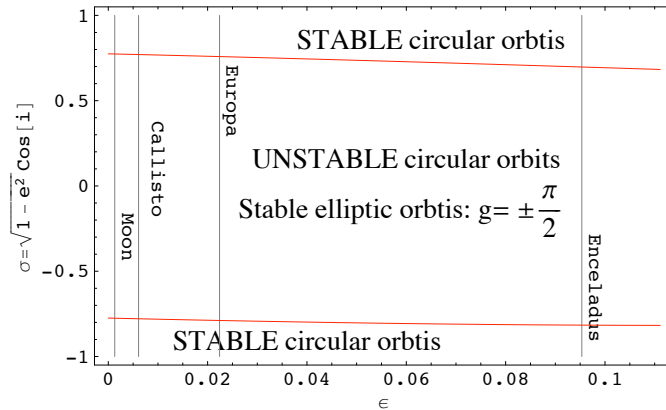 1
0.5
0
-0.5
-1
σ=√1 - e² Cos[i]
STABLE circular orbtis
Europa
Callisto
Moon
UNSTABLE circular orbits
Stable elliptic orbtis: g= ± π/2
Enceladus
STABLE circular orbtis
0 0.02 0.04 0.06 0.08 0.1
ϵ